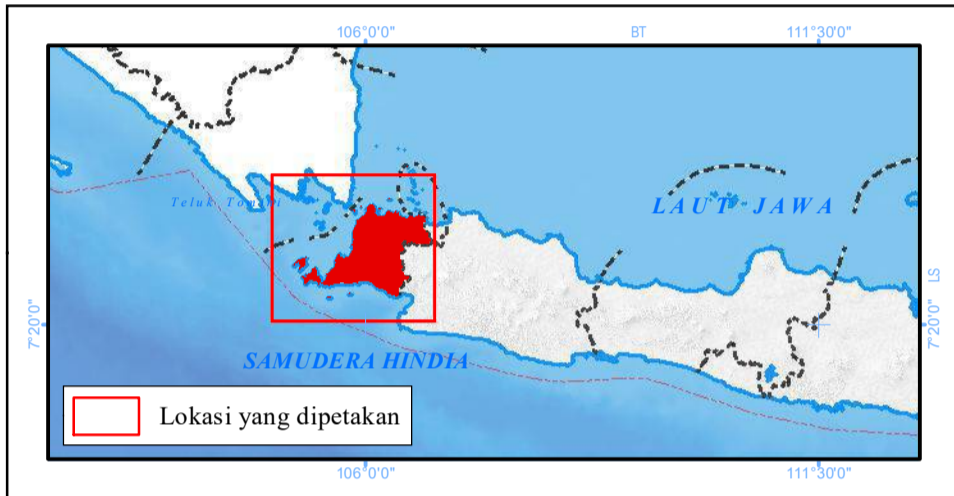 106°0'0" BT 111°30'0"
Teluk Tomini
LAUT JAWA
LS
7°20'0" 7°20'0"
SAMUDERA HINDIA
Lokasi yang dipetakan
106°0'0" 111°30'0"